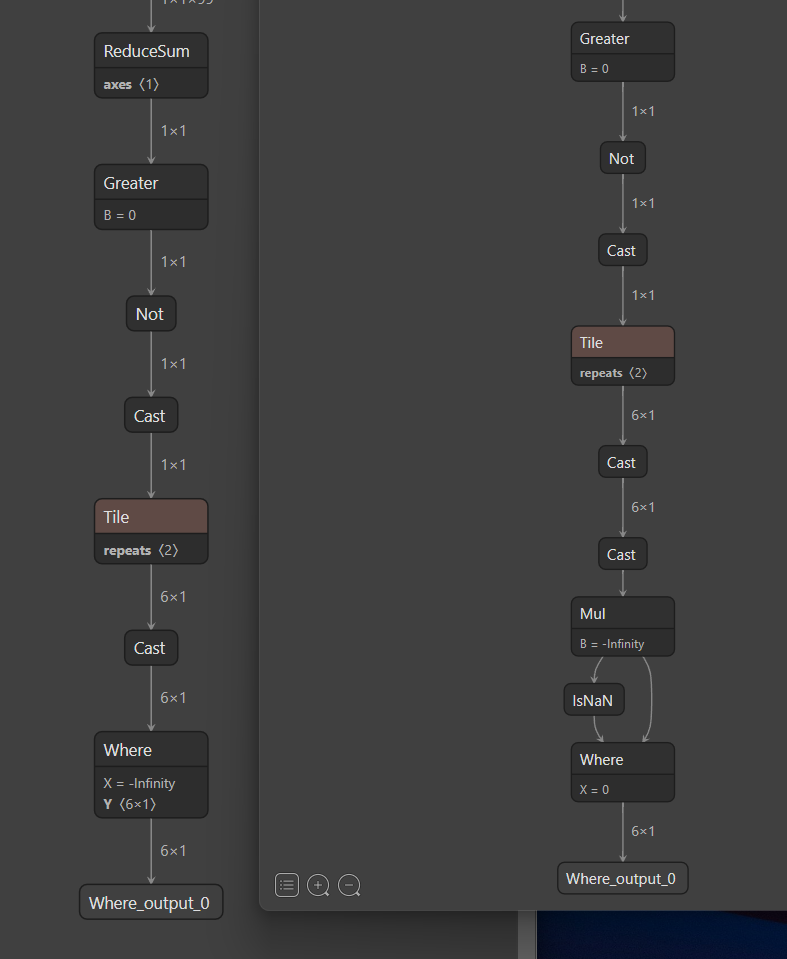 1×1×99
ReduceSum
axes 〈1〉
1×1
Greater
B = 0
1×1
Not
1×1
Cast
1×1
Tile
repeats 〈2〉
6×1
Cast
6×1
Where
X = -Infinity
Y 〈6×1〉
6×1
Where_output_0
Greater
B = 0
1×1
Not
1×1
Cast
1×1
Tile
repeats 〈2〉
6×1
Cast
6×1
Cast
Mul
B = -Infinity
IsNaN
Where
X = 0
6×1
Where_output_0